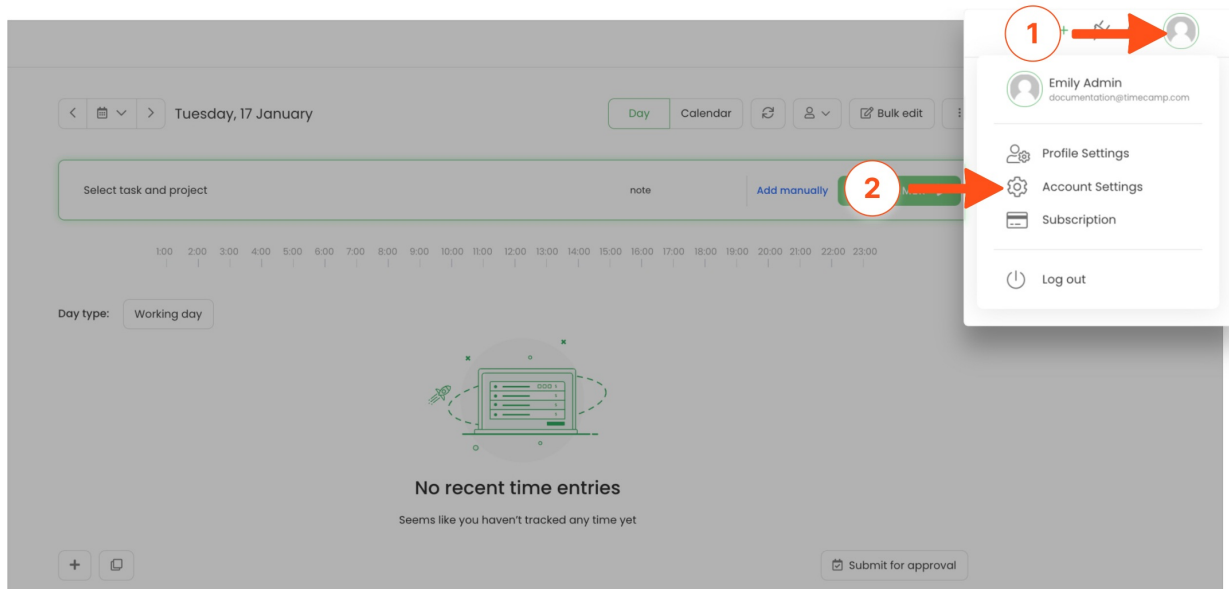 1
Emily Admin
documentation@timecamp.com
Tuesday, 17 January
Day Calendar
Bulk edit
Profile Settings
Select task and project
note
Add manually
2
Account Settings
Subscription
1:00 2:00 3:00 4:00 5:00 6:00 7:00 8:00 9:00 10:00 11:00 12:00 13:00 14:00 15:00 16:00 17:00 18:00 19:00 20:00 21:00 22:00 23:00
Log out
Day type: Working day
No recent time entries
Seems like you haven't tracked any time yet
Submit for approval